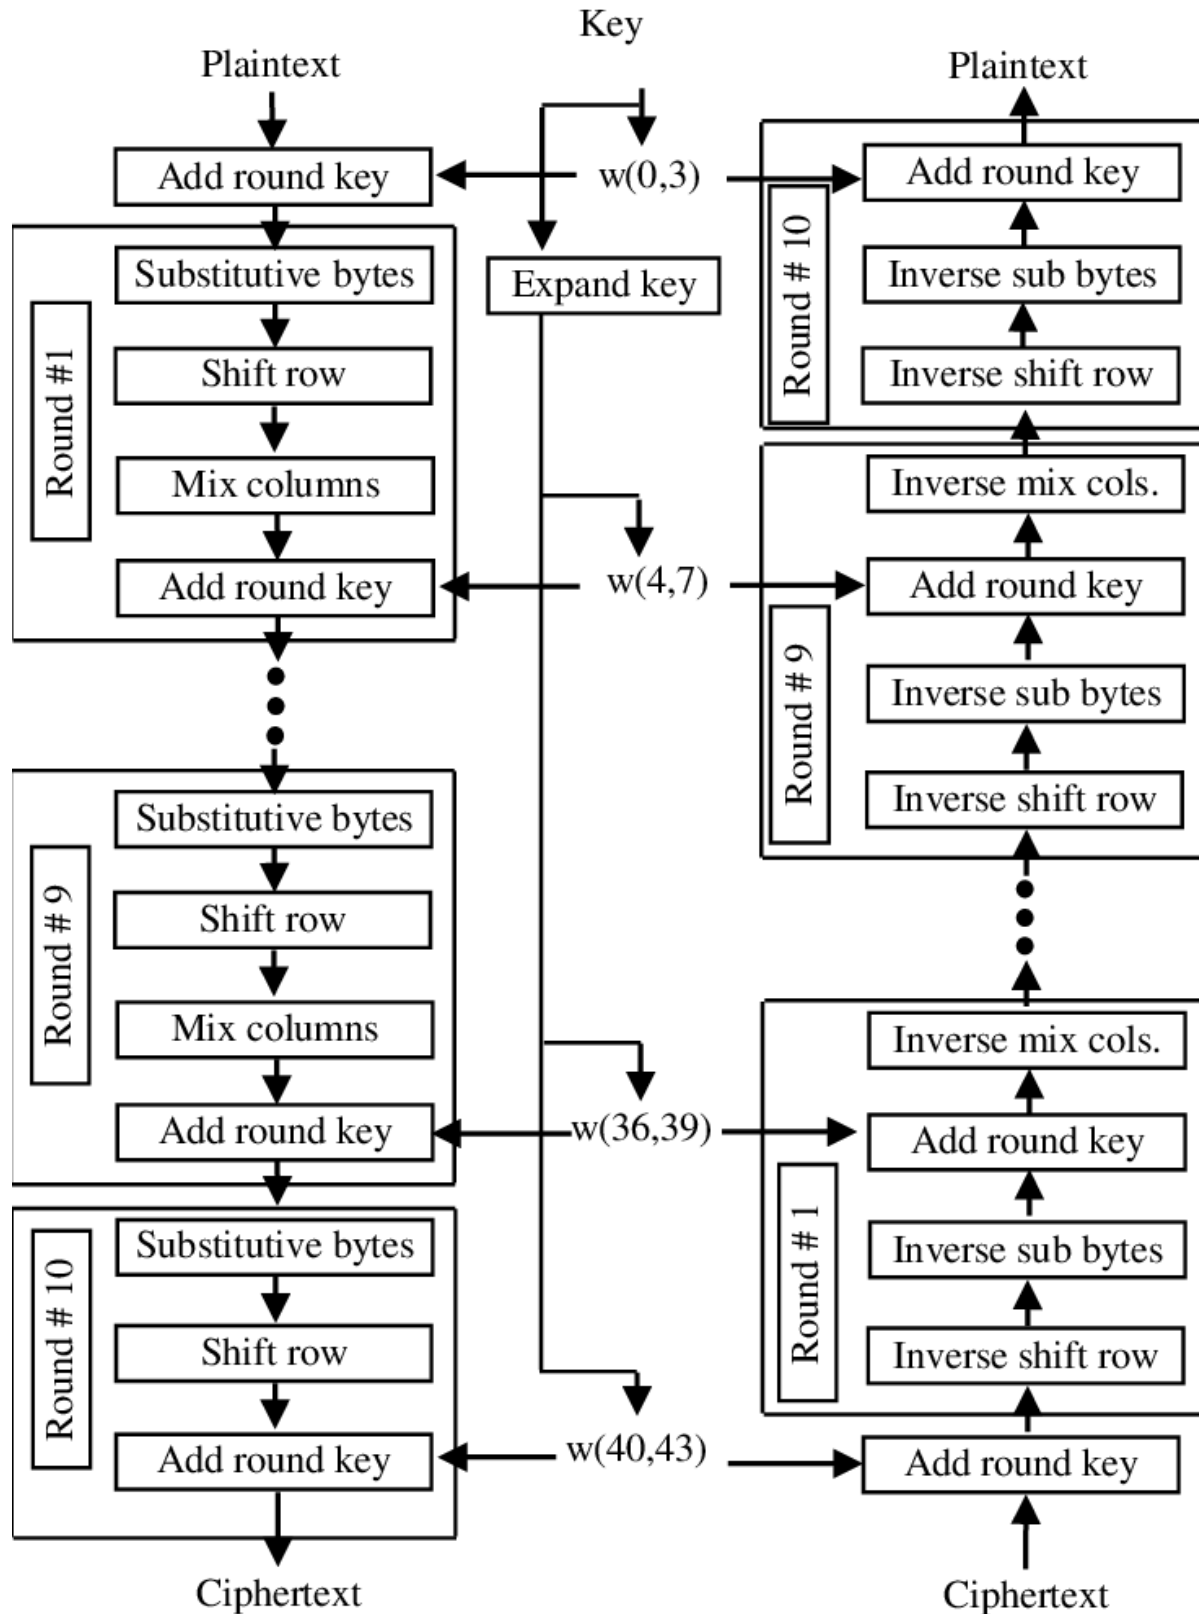 Key
Plaintext
Add round key
Round #1
Substitutive bytes
Shift row
Mix columns
Add round key
Round # 9
Substitutive bytes
Shift row
Mix columns
Add round key
Round # 10
Substitutive bytes
Shift row
Add round key
Ciphertext
w(0,3)
Expand key
w(4,7)
w(36,39)
w(40,43)
Plaintext
Round # 10
Add round key
Inverse sub bytes
Inverse shift row
Round # 9
Inverse mix cols.
Add round key
Inverse sub bytes
Inverse shift row
Round # 1
Inverse mix cols.
Add round key
Inverse sub bytes
Inverse shift row
Add round key
Ciphertext